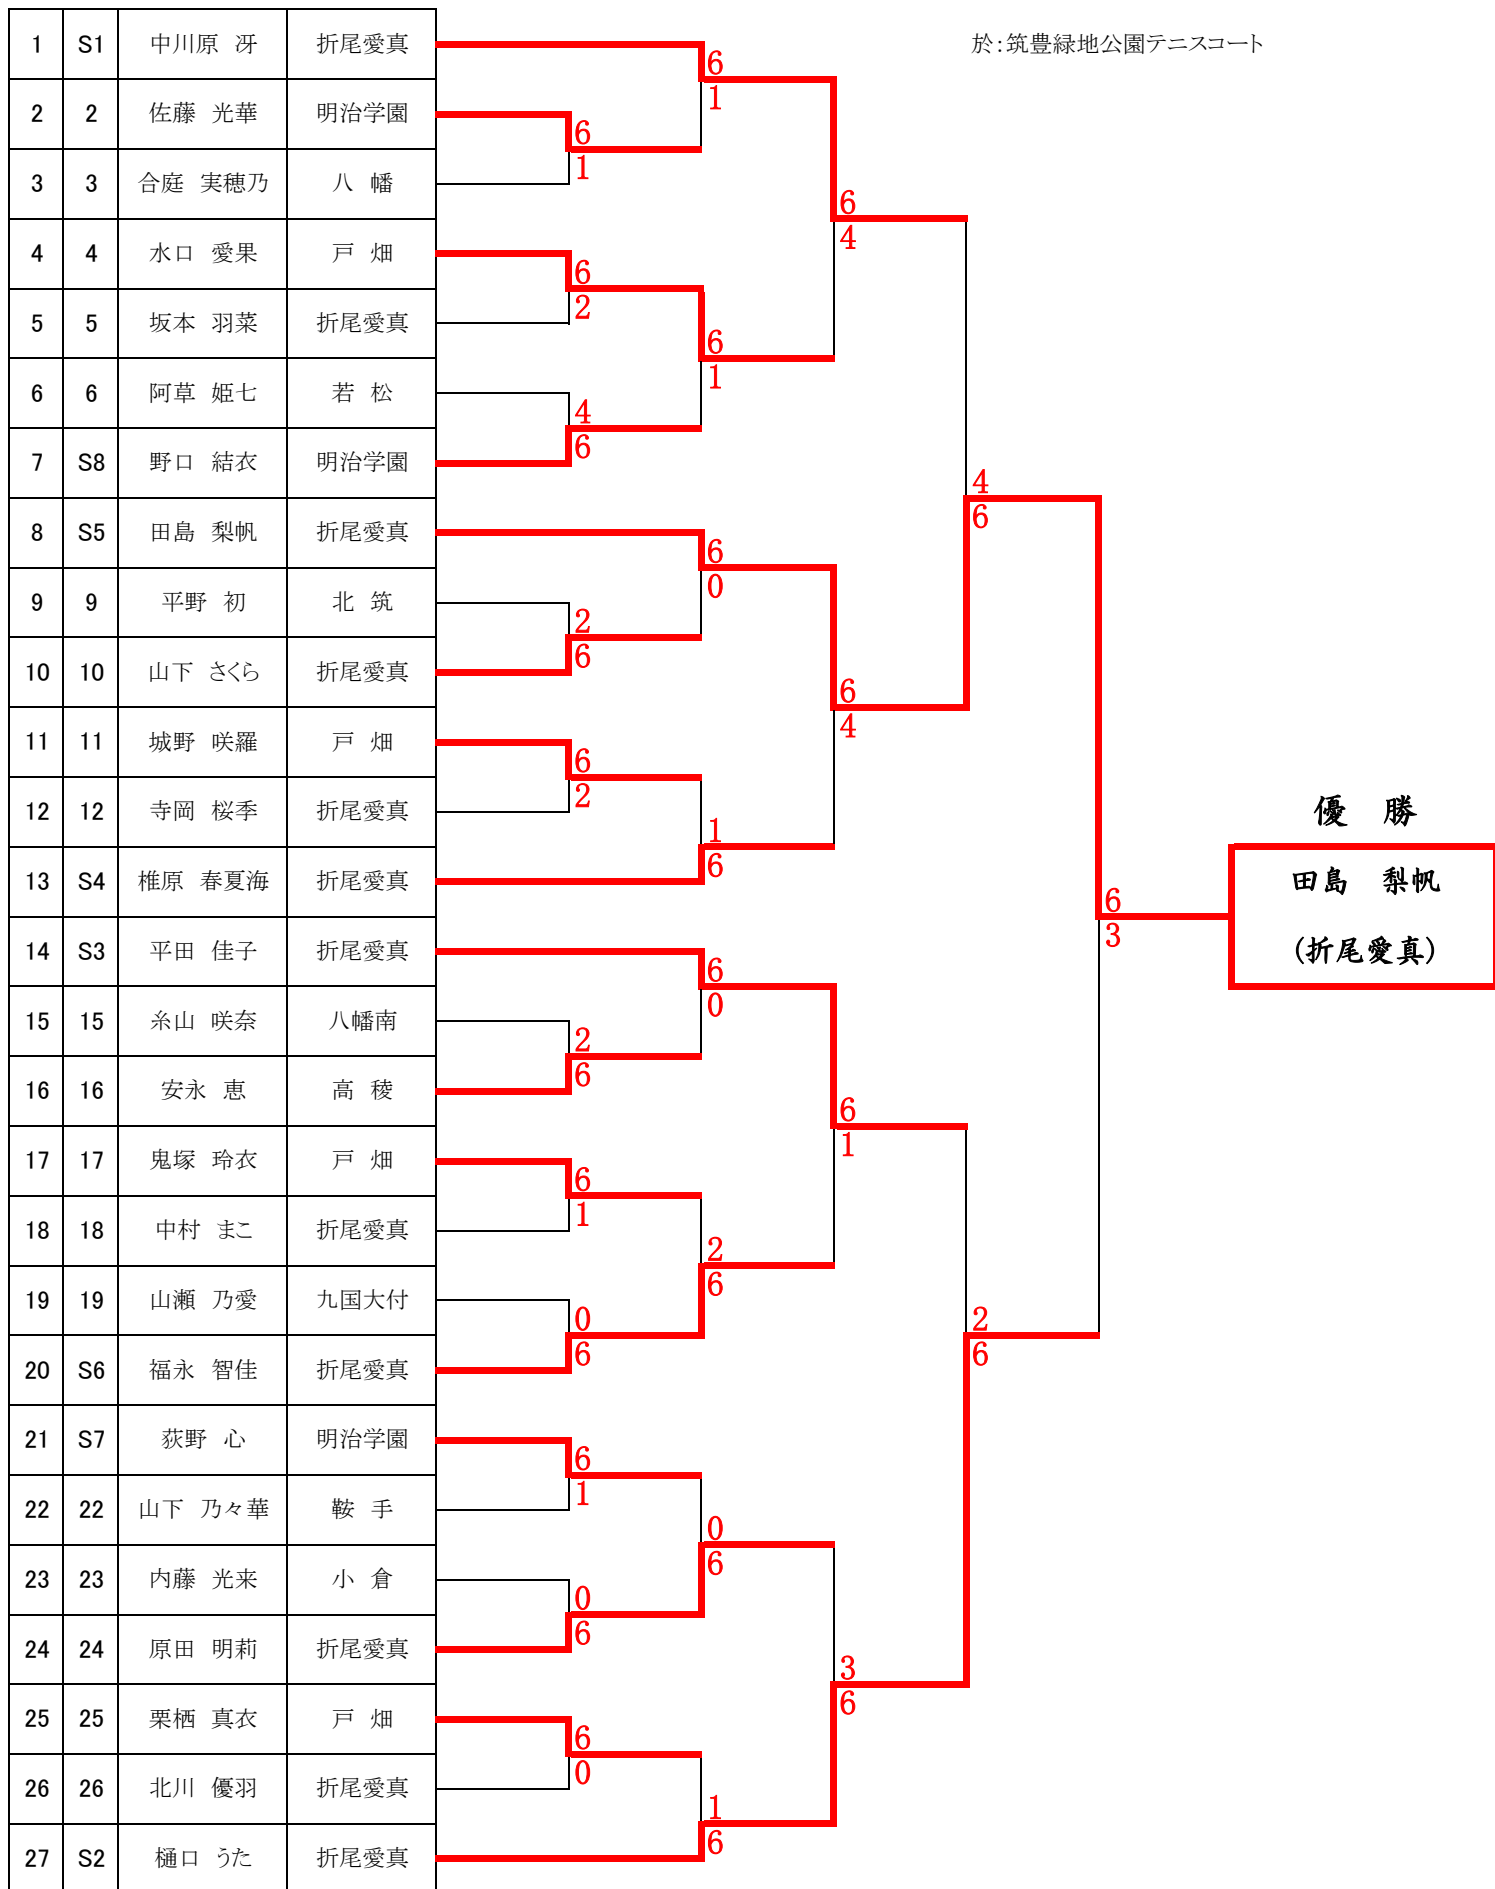 於:筑豊緑地公園テニスコート
1 S1 中川原 冴 折尾愛真
2 2 佐藤 光華 明治学園
3 3 合庭 実穂乃 八 幡
4 4 水口 愛果 戸 畑
5 5 坂本 羽菜 折尾愛真
6 6 阿草 姫七 若 松
7 S8 野口 結衣 明治学園
8 S5 田島 梨帆 折尾愛真
9 9 平野 初 北 筑
10 10 山下 さくら 折尾愛真
11 11 城野 咲羅 戸 畑
12 12 寺岡 桜季 折尾愛真
13 S4 椎原 春夏海 折尾愛真
14 S3 平田 佳子 折尾愛真
15 15 糸山 咲奈 八幡南
16 16 安永 恵 高 稜
17 17 鬼塚 玲衣 戸 畑
18 18 中村 まこ 折尾愛真
19 19 山瀬 乃愛 九国大付
20 S6 福永 智佳 折尾愛真
21 S7 荻野 心 明治学園
22 22 山下 乃々華 鞍 手
23 23 内藤 光来 小 倉
24 24 原田 明莉 折尾愛真
25 25 栗栖 真衣 戸 畑
26 26 北川 優羽 折尾愛真
27 S2 樋口 うた 折尾愛真
6
1
6
2
4
6
2
6
6
2
2
6
6
1
0
6
6
1
0
6
6
0
6
1
6
1
6
0
1
6
6
0
2
6
0
6
1
6
6
4
6
4
6
1
3
6
4
6
2
6
6
3
優 勝
田島 梨帆
(折尾愛真)